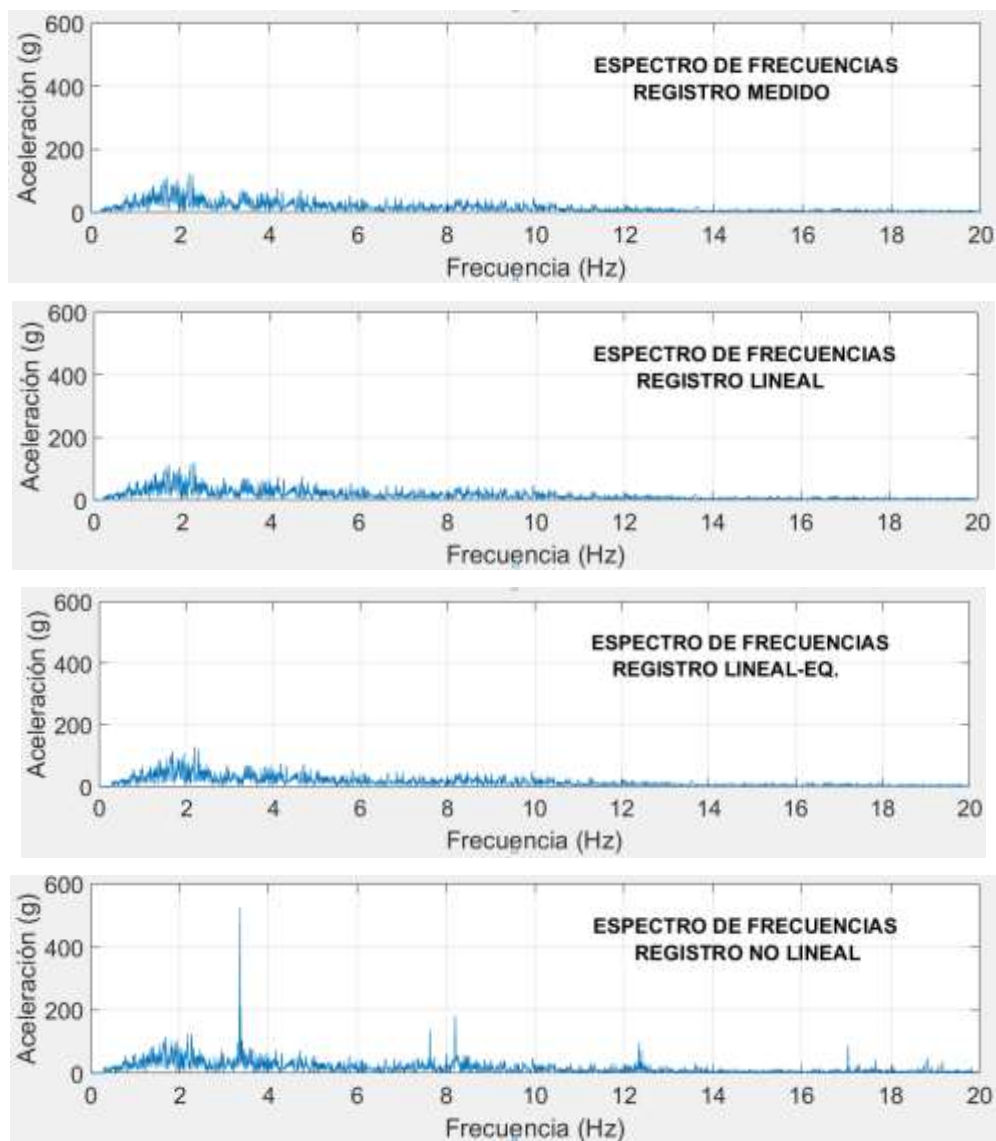 600
400
200
0
Aceleración (g)
ESPECTRO DE FRECUENCIAS
REGISTRO MEDIDO
0 2 4 6 8 10 12 14 16 18 20
Frecuencia (Hz)
600
400
200
0
Aceleración (g)
ESPECTRO DE FRECUENCIAS
REGISTRO LINEAL
0 2 4 6 8 10 12 14 16 18 20
Frecuencia (Hz)
600
400
200
0
Aceleración (g)
ESPECTRO DE FRECUENCIAS
REGISTRO LINEAL-EQ.
0 2 4 6 8 10 12 14 16 18 20
Frecuencia (Hz)
600
400
200
0
Aceleración (g)
ESPECTRO DE FRECUENCIAS
REGISTRO NO LINEAL
0 2 4 6 8 10 12 14 16 18 20
Frecuencia (Hz)